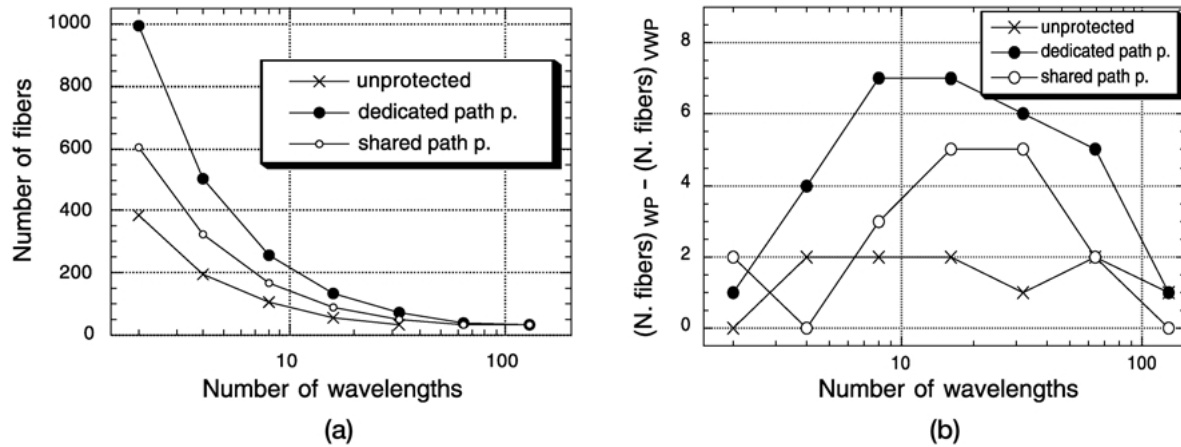 1000
800
600
400
200
0
Number of fibers
unprotected
dedicated path p.
shared path p.
10
100
Number of wavelengths
(a)
8
6
4
2
0
(N. fibers) WP - (N. fibers) VWP
unprotected
dedicated path p.
shared path p.
10
100
Number of wavelengths
(b)